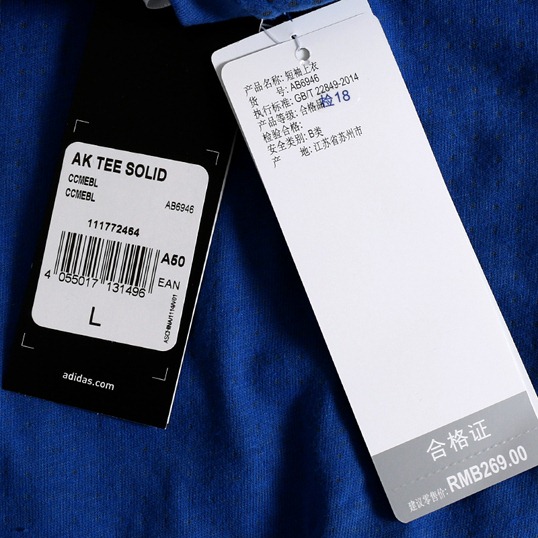 AK TEE SOLID
CCMEBL
CCMEBL
AB6946
111772464
A50
4 055017 131496
EAN
L
adidas.com
产品名称: 短袖上衣
货 号: AB6946
执行标准: GB/T 22849-2014
产品等级: 合格品
检18
检验合格:
安全类别: B类
产 地: 江苏省苏州市
合格证
建议零售价: RMB269.00